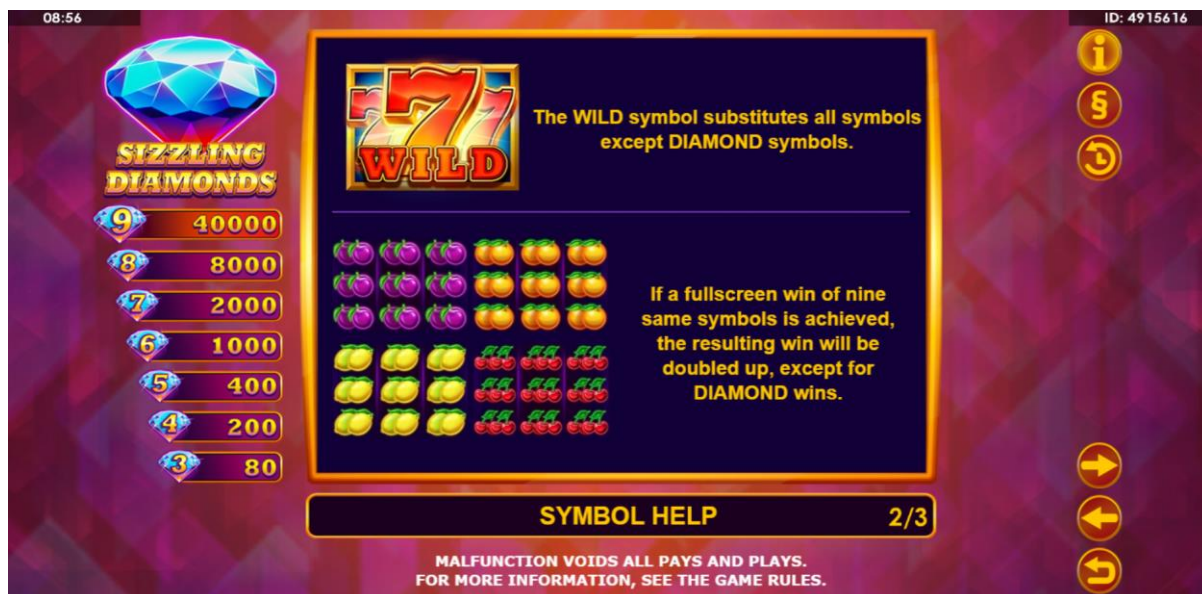 08:56
ID: 4915616
SIZZLING
DIAMONDS
9 40000
8 8000
7 2000
6 1000
5 400
4 200
3 80
777
WILD
The WILD symbol substitutes all symbols
except DIAMOND symbols.
If a fullscreen win of nine
same symbols is achieved,
the resulting win will be
doubled up, except for
DIAMOND wins.
i
§
SYMBOL HELP 2/3
MALFUNCTION VOIDS ALL PAYS AND PLAYS.
FOR MORE INFORMATION, SEE THE GAME RULES.